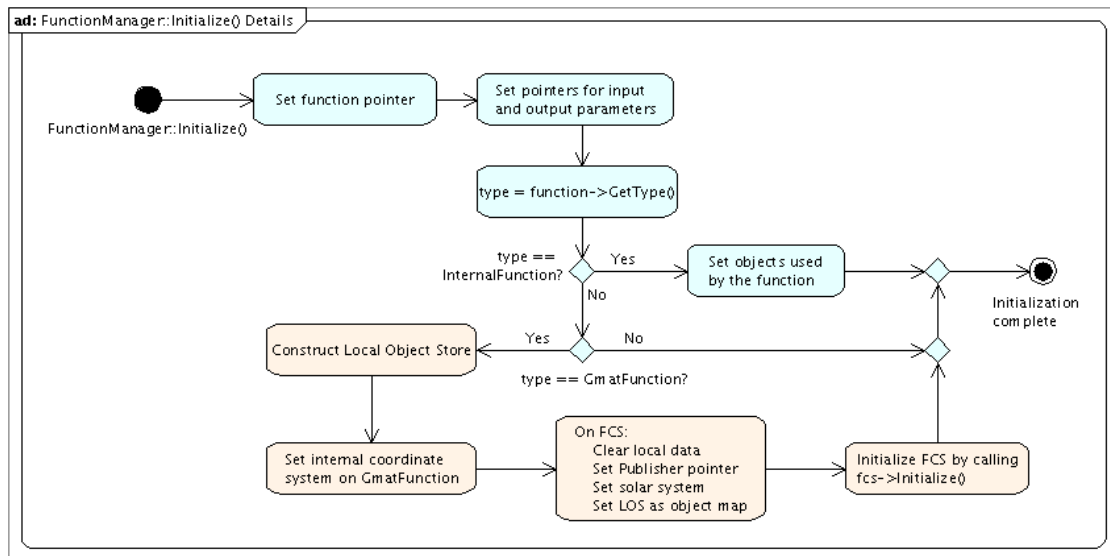 ad: FunctionManager::Initialize() Details
FunctionManager::Initialize()
Set function pointer
Set pointers for input
and output parameters
type = function->GetType()
type ==
InternalFunction?
Yes
No
Set objects used
by the function
Initialization
complete
Construct Local Object Store
Yes
No
type == GmatFunction?
Set internal coordinate
system on GmatFunction
On FCS:
Clear local data
Set Publisher pointer
Set solar system
Set LOS as object map
Initialize FCS by calling
fcs->Initialize()